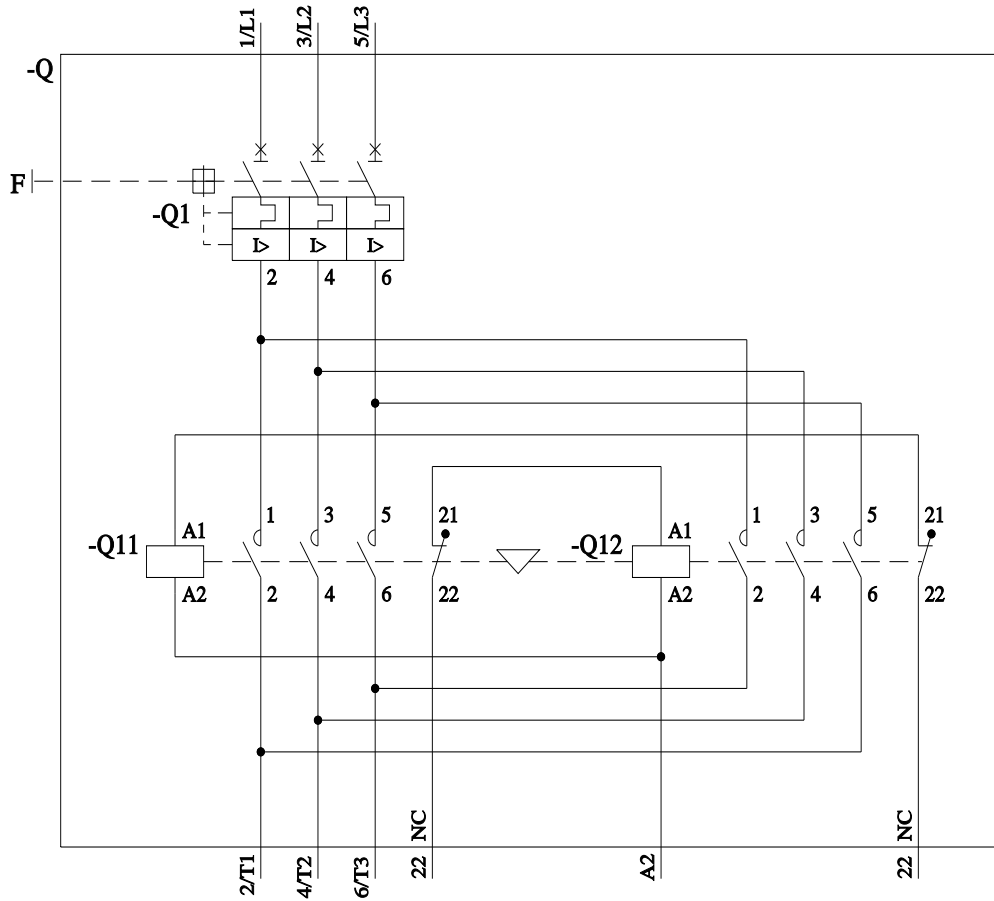 1/L1 3/L2 5/L3
-Q
F
-Q1
I> I> I>
2 4 6
1 3 5 21 1 3 5 21
-Q11 A1 -Q12 A1
A2 2 4 6 22 A2 2 4 6 22
NC NC
2/T1 4/T2 6/T3 22 A2 22